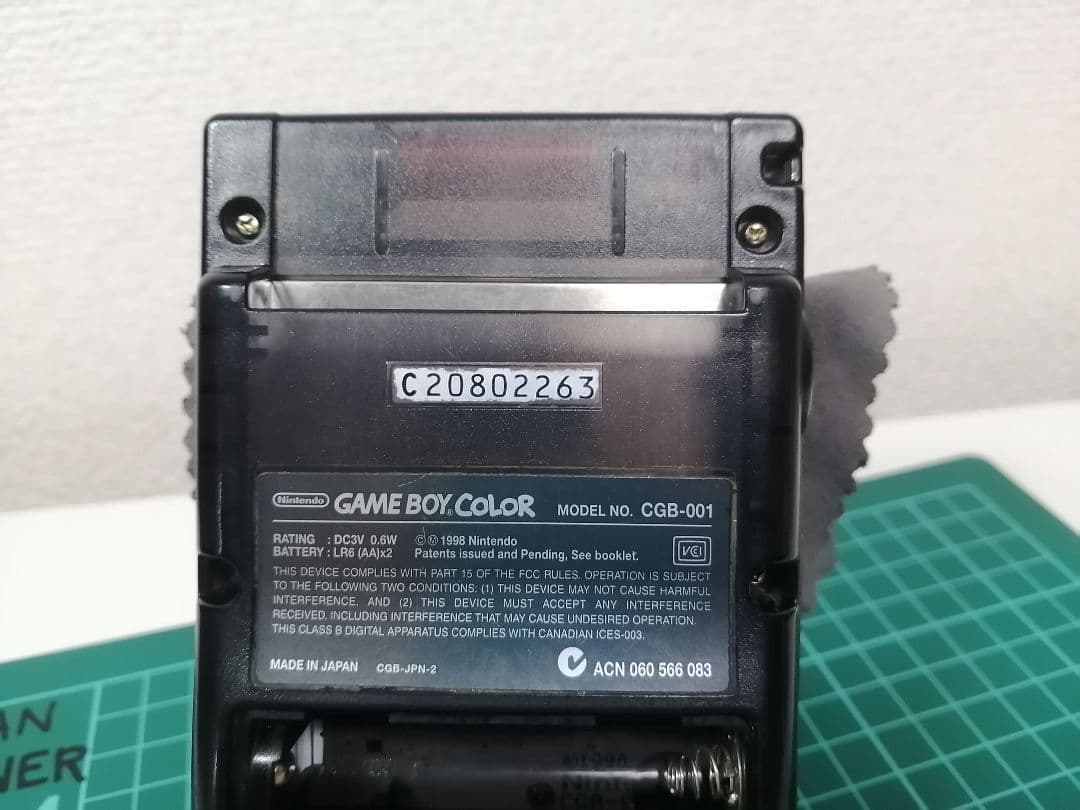 C20802263
Nintendo GAME BOY COLOR MODEL NO. CGB-001
RATING : DC3V 0.6W © Ⓜ 1998 Nintendo
BATTERY : LR6 (AA)x2 Patents issued and Pending, See booklet. VCI
THIS DEVICE COMPLIES WITH PART 15 OF THE FCC RULES. OPERATION IS SUBJECT
TO THE FOLLOWING TWO CONDITIONS: (1) THIS DEVICE MAY NOT CAUSE HARMFUL
INTERFERENCE, AND (2) THIS DEVICE MUST ACCEPT ANY INTERFERENCE
RECEIVED, INCLUDING INTERFERENCE THAT MAY CAUSE UNDESIRED OPERATION.
THIS CLASS B DIGITAL APPARATUS COMPLIES WITH CANADIAN ICES-003.
MADE IN JAPAN CGB-JPN-2 ACN 060 566 083